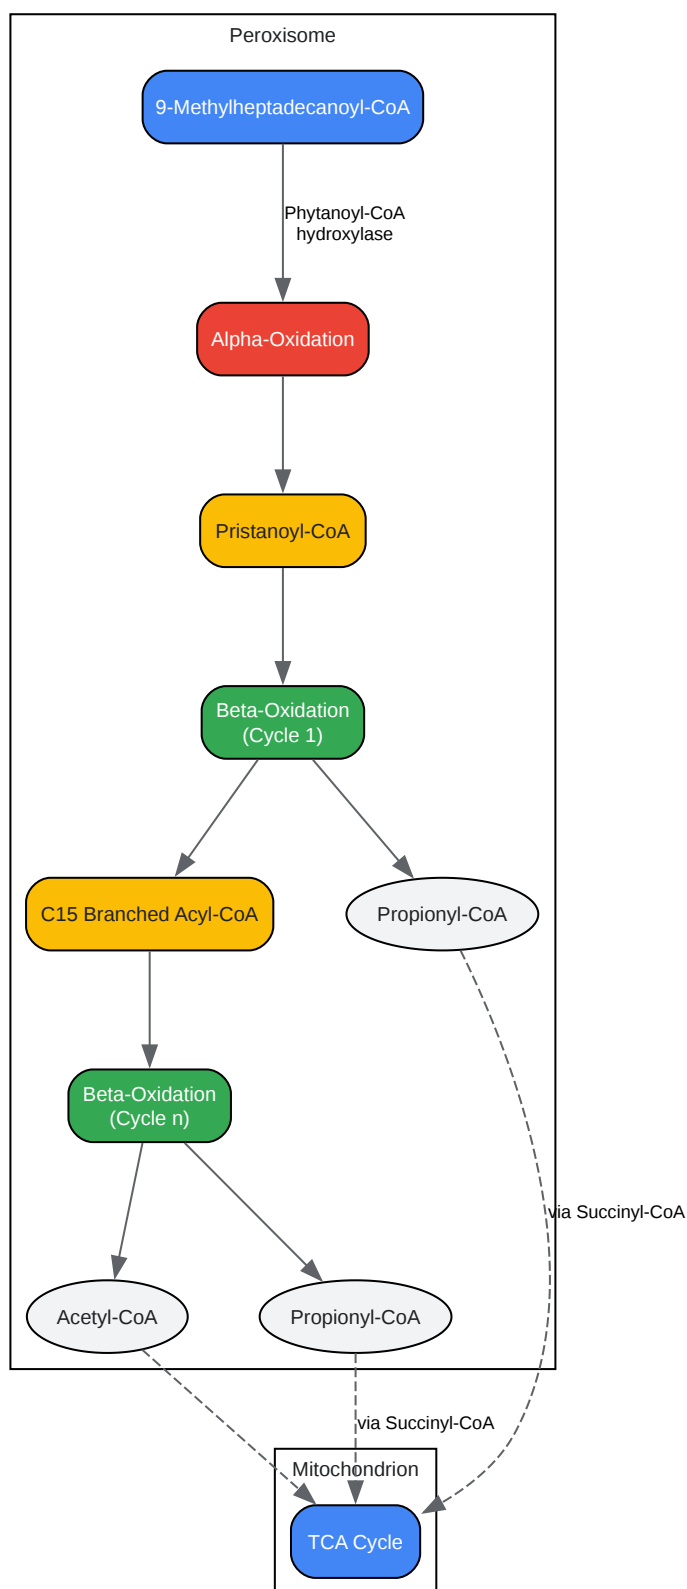 Peroxisome
9-Methylheptadecanoyl-CoA
Phytanoyl-CoA
hydroxylase
Alpha-Oxidation
Pristanoyl-CoA
Beta-Oxidation
(Cycle 1)
C15 Branched Acyl-CoA
Propionyl-CoA
Beta-Oxidation
(Cycle n)
via Succinyl-CoA
Acetyl-CoA
Propionyl-CoA
via Succinyl-CoA
Mitochondrion
TCA Cycle